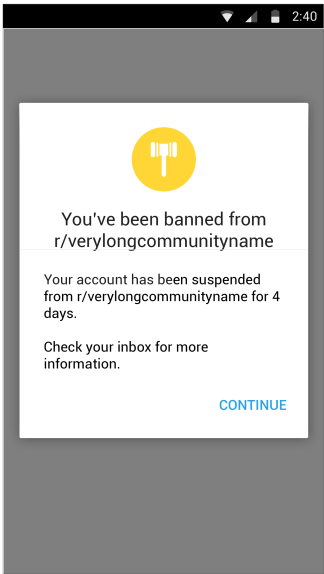 2:40
You've been banned from
r/verylongcommunityname
Your account has been suspended
from r/verylongcommunityname for 4
days.
Check your inbox for more
information.
CONTINUE